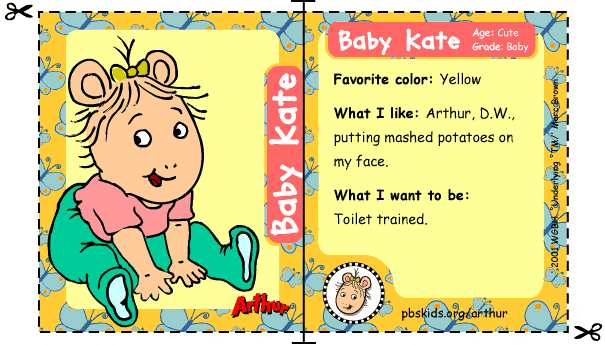 Baby Kate
Arthur
Baby Kate
Age: Cute
Grade: Baby
Favorite color: Yellow
What I like: Arthur, D.W.,
putting mashed potatoes on
my face.
What I want to be:
Toilet trained.
pbskids.org/arthur
2001 WGBH "Underlying "TM/ Marc Brown